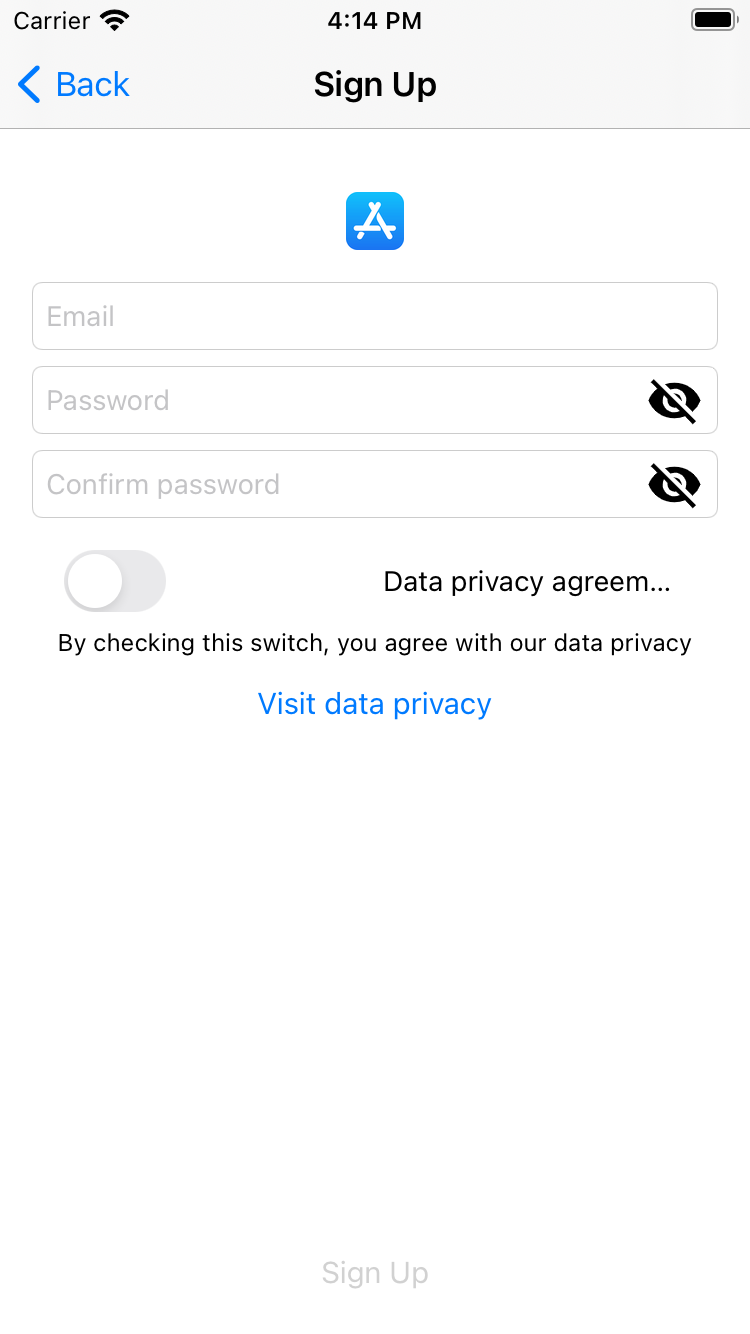 Carrier 4:14 PM
Back Sign Up
Email
Password
Confirm password
Data privacy agreem...
By checking this switch, you agree with our data privacy
Visit data privacy
Sign Up